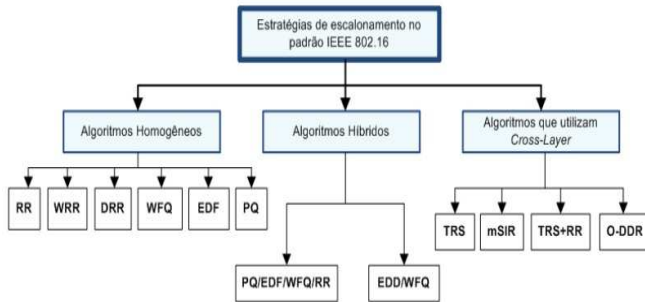 Estratégias de escalonamento no
padrão IEEE 802.16
Algoritmos Homogêneos
Algoritmos Híbridos
Algoritmos que utilizam
Cross-Layer
RR
WRR
DRR
WFQ
EDF
PQ
TRS
mSIR
TRS+RR
O-DDR
PQ/EDF/WFQ/RR
EDD/WFQ